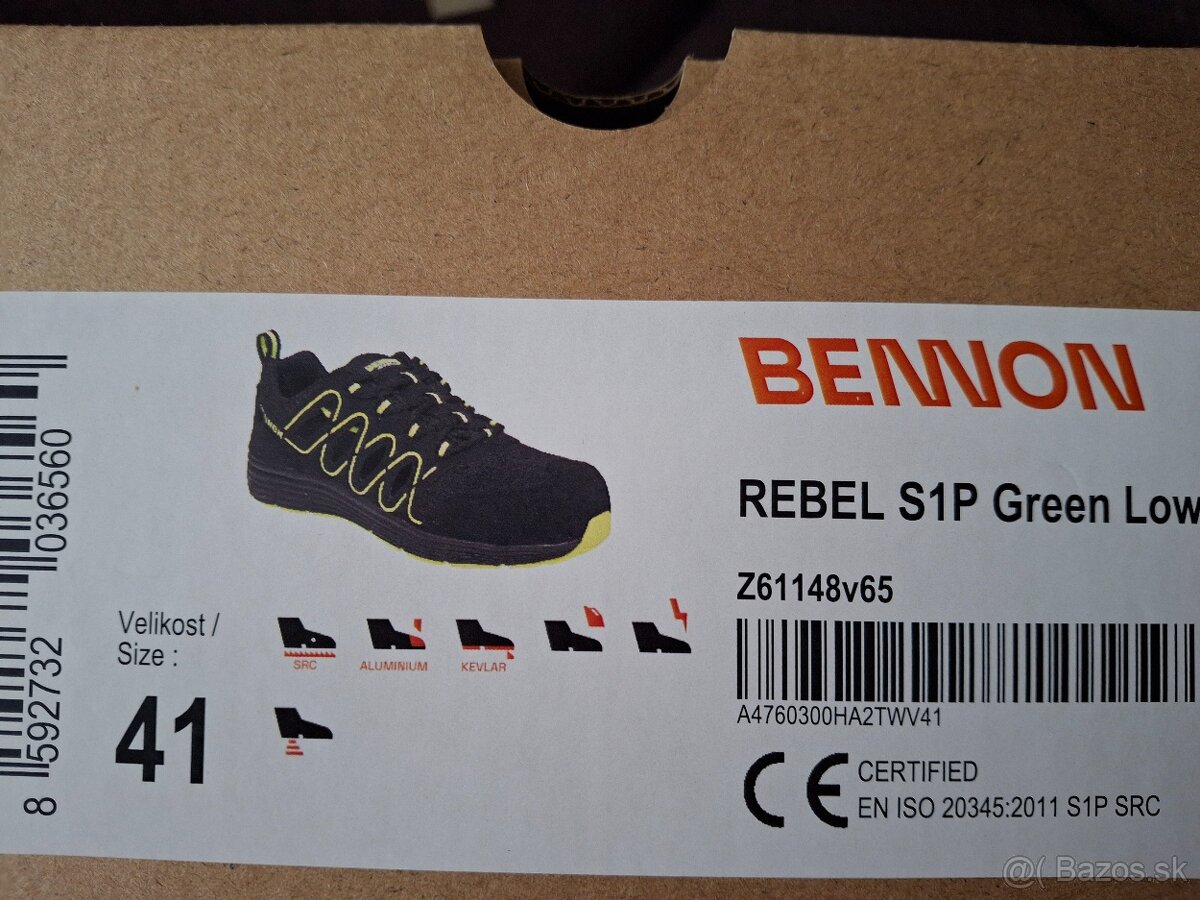 BENNON
REBEL S1P Green Low
Z61148v65
A4760300HA2TWV41
CERTIFIED
EN ISO 20345:2011 S1P SRC
Velikost /
Size :
41
SRC
ALUMINIUM
KEVLAR
8 592732 036560
@( Bazos.sk